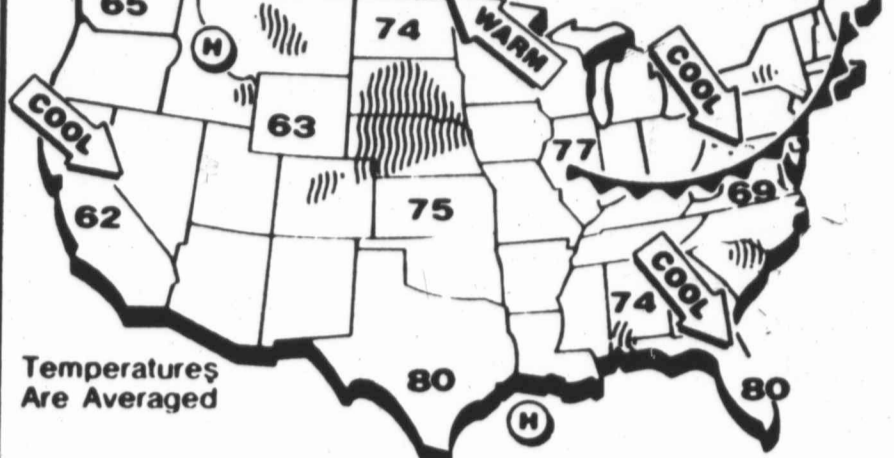 65
74
WARM
H
COOL
COOL
63
77
62
75
69
COOL
74
Temperatures
Are Averaged
80
80
H